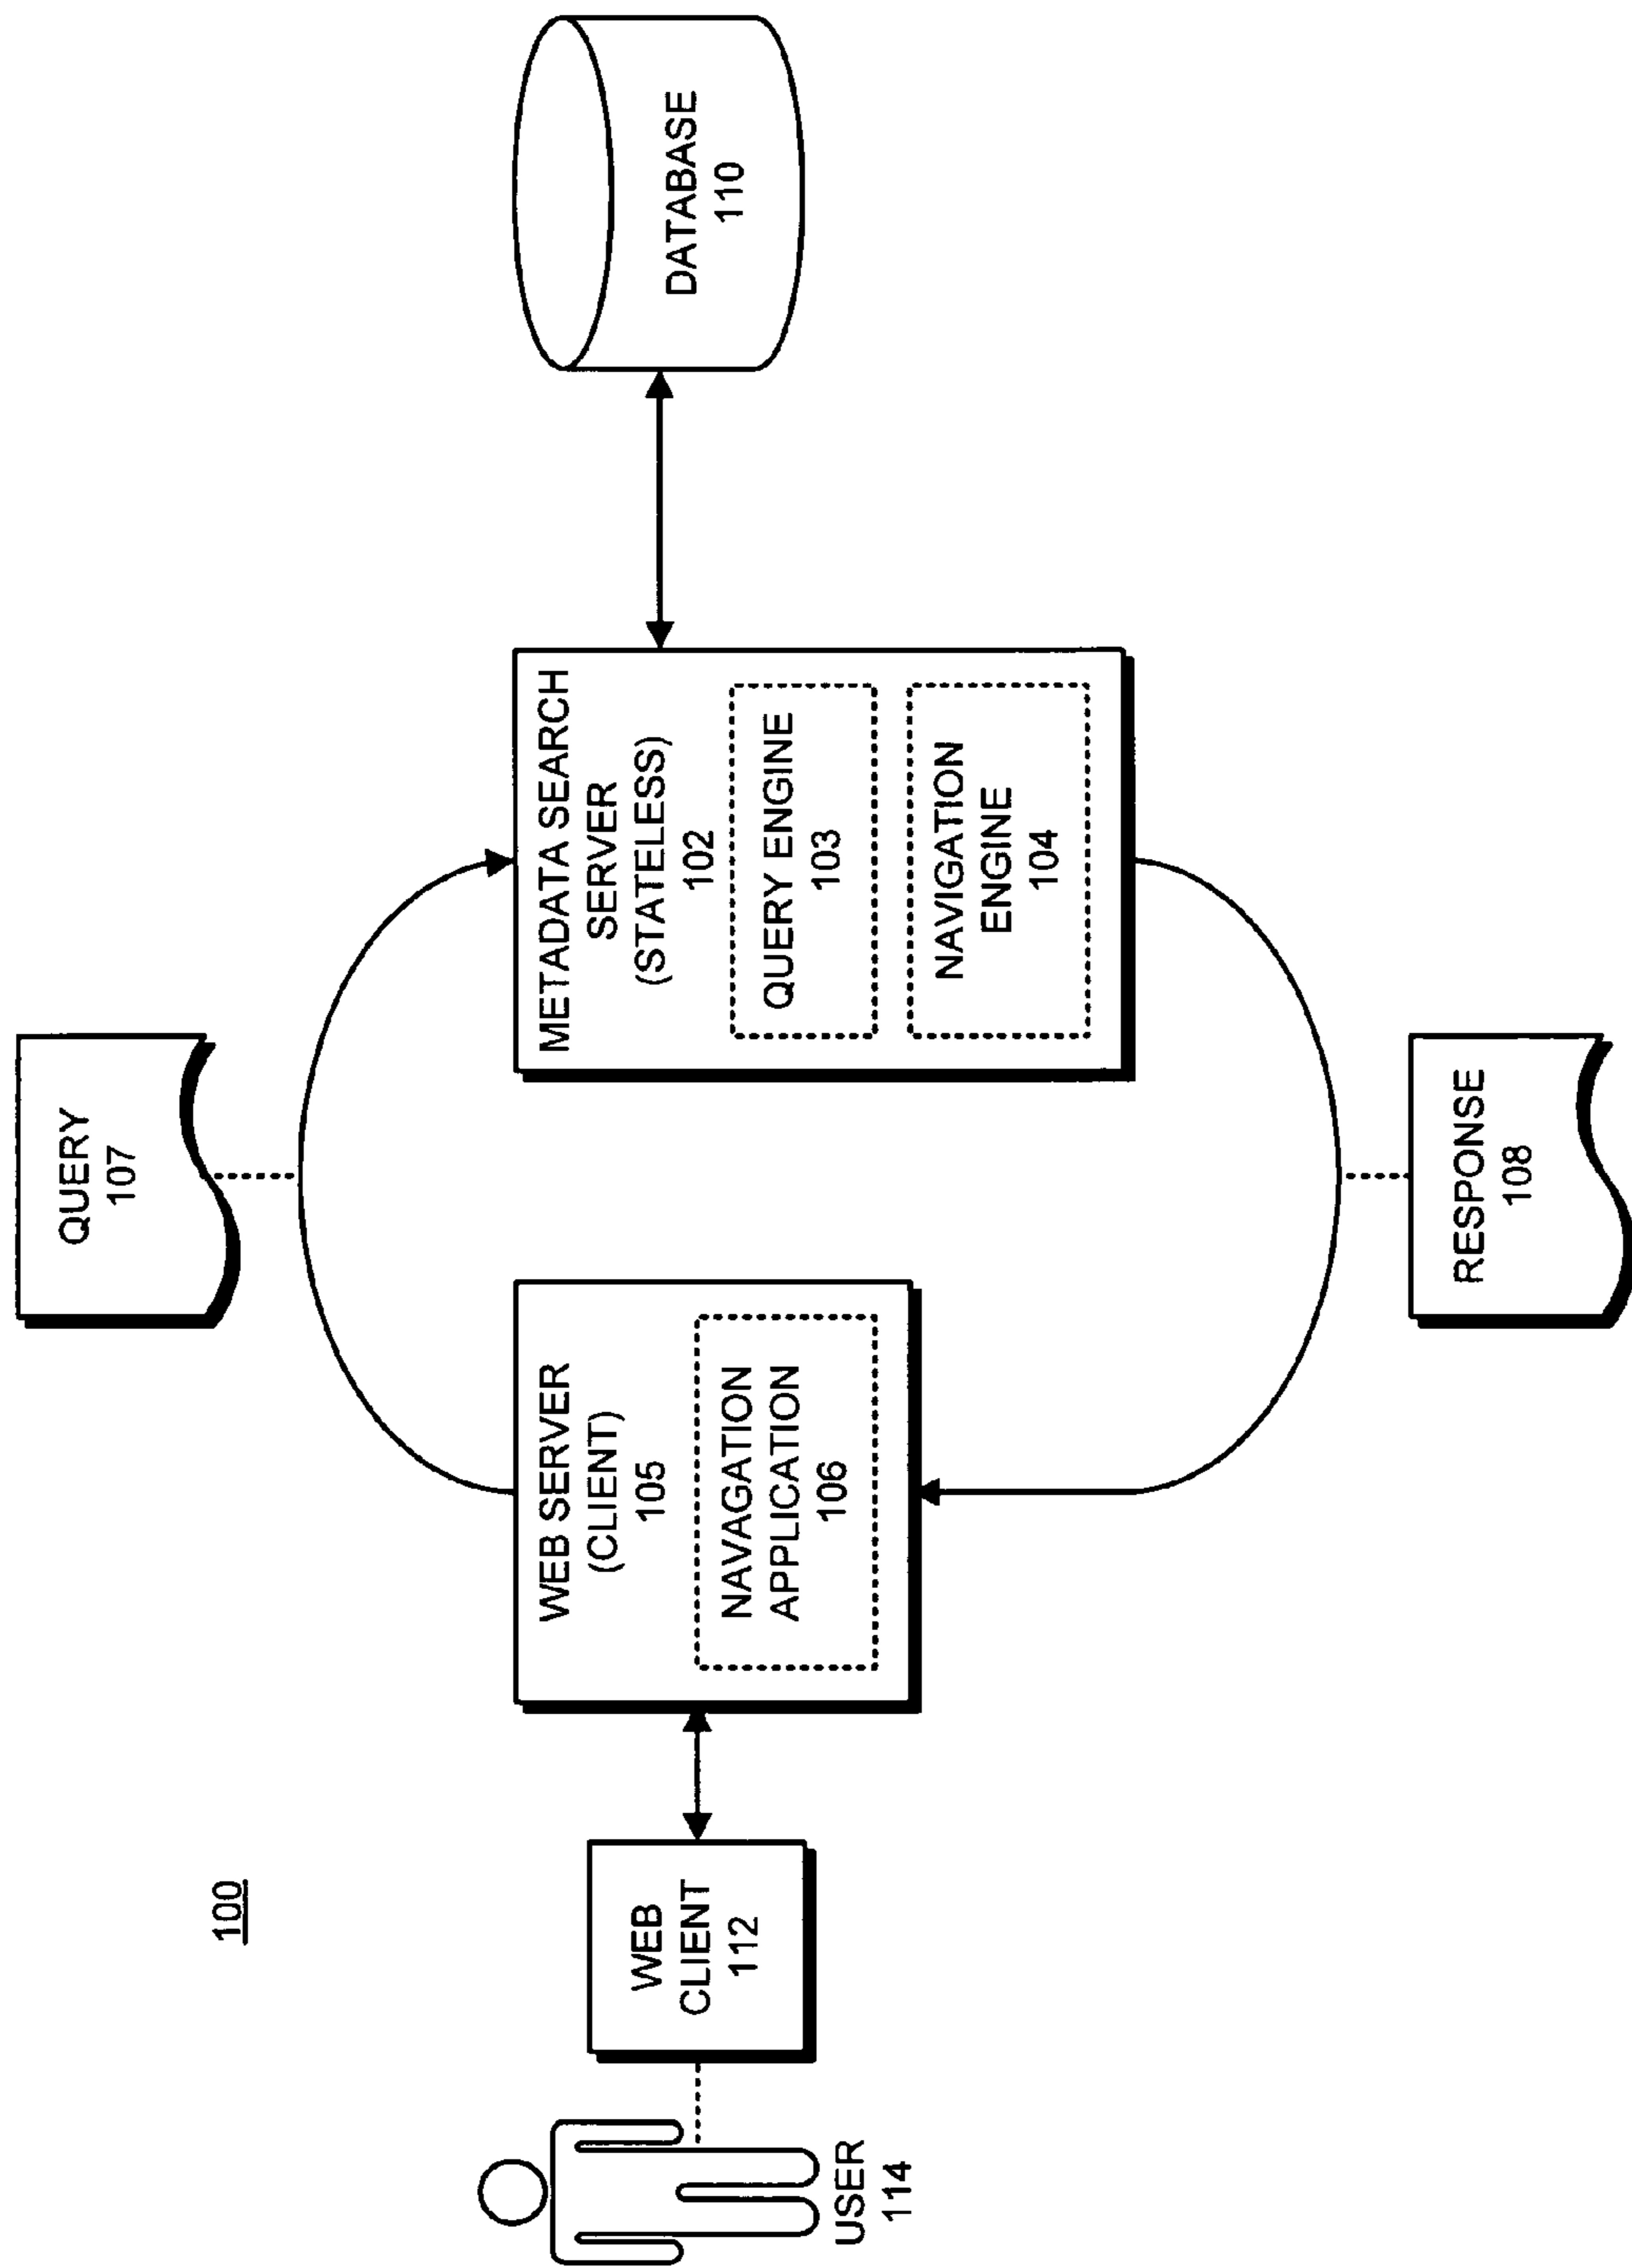 100
QUERY
107
USER
114
WEB
CLIENT
112
WEB SERVER
(CLIENT)
105
NAVAGATION
APPLICATION
106
METADATA SEARCH
SERVER
(STATELESS)
102
QUERY ENGINE
103
NAVIGATION
ENGINE
104
DATABASE
110
RESPONSE
108